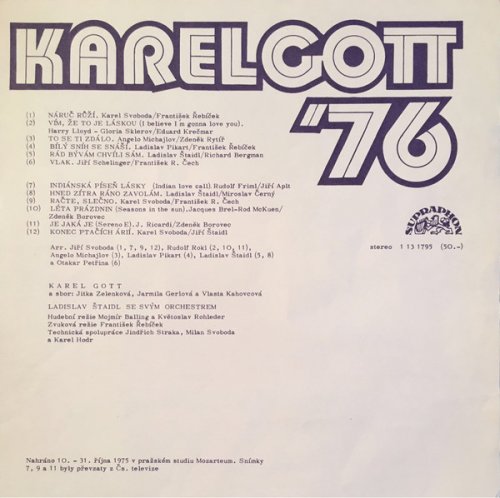 KAREL GOTT
'76
(1) NÁRUČ RŮŽÍ. Karel Svoboda/František Řebíček
(2) VÍM, ŽE TO JE LÁSKOU (I believe I'm gonna love you).
Harry Lloyd - Gloria Sklerov/Eduard Krečmar
(3) TO SE TI ZDÁLO. Angelo Michajlov/Zdeněk Rytíř
(4) BÍLÝ SNÍH SE SNÁŠÍ. Ladislav Pikart/František Řebíček
(5) RÁD BÝVÁM CHVÍLI SÁM. Ladislav Štaidl/Richard Bergman
(6) VLAK. Jiří Schelinger/František R. Čech
(7) INDIÁNSKÁ PÍSEŇ LÁSKY (Indian love call). Rudolf Friml/Jiří Aplt
(8) HNED ZÍTRA RÁNO ZAVOLÁM. Ladislav Štaidl/Miroslav Černý
(9) RAČTE, SLEČNO. Karel Svoboda/František R. Čech
(10) LÉTA PRÁZDNIN (Seasons in the sun). Jacques Brel-Rod McKues/
Zdeněk Borovec
(11) JE JAKÁ JE (Sereno E). J. Ricardi/Zdeněk Borovec
(12) KONEC PTAČÍCH ÁRIÍ. Karel Svoboda/Jiří Štaidl
Arr. Jiří Svoboda (1, 7, 9, 12), Rudolf Rokl (2, 10, 11),
Angelo Michajlov (3), Ladislav Pikart (4), Ladislav Štaidl (5, 8)
a Otakar Petřina (6)
SUPRAPHON
stereo 1 13 1795 (50.-)
KAREL GOTT
a sbor: Jitka Zelenková, Jarmila Gerlová a Vlasta Kahovcová
LADISLAV ŠTAIDL SE SVÝM ORCHESTREM
Hudební režie Mojmír Balling a Květoslav Rohleder
Zvuková režie František Řebíček
Technická spolupráce Jindřich Straka, Milan Svoboda
a Karel Hodr
Nahráno 10. - 31. října 1975 v pražském studiu Mozarteum. Snímky
7, 9 a 11 byly převzaty z Čs. televize